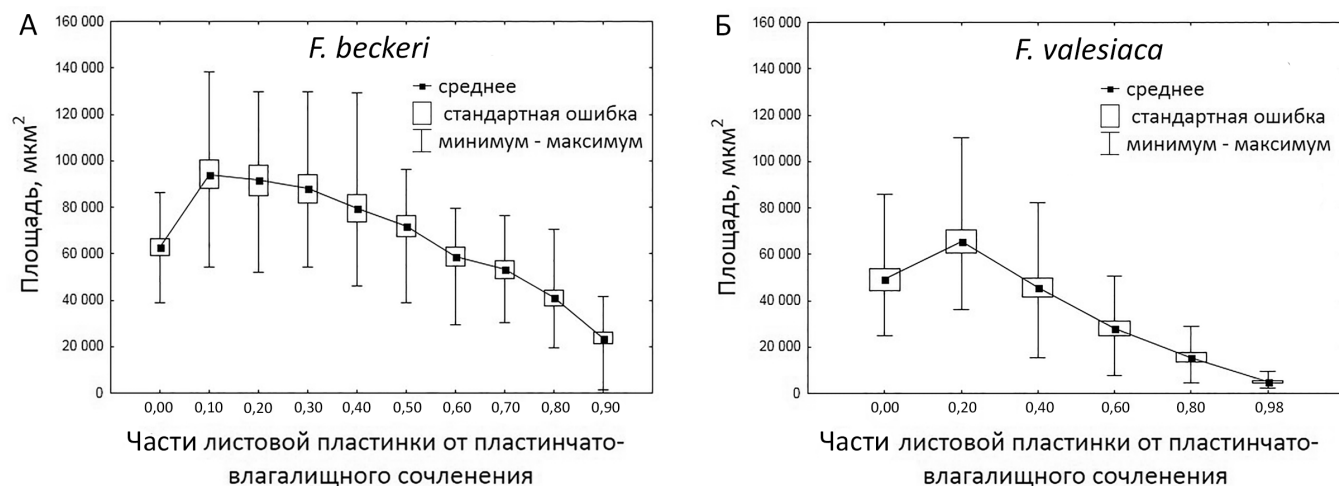 А
F. beckeri
среднее
стандартная ошибка
минимум - максимум
Площадь, мкм²
160 000
140 000
120 000
100 000
80 000
60 000
40 000
20 000
0
0,00 0,10 0,20 0,30 0,40 0,50 0,60 0,70 0,80 0,90
Части листовой пластинки от пластинчато-
влагалищного сочленения
Б
F. valesiaca
среднее
стандартная ошибка
минимум - максимум
Площадь, мкм²
160 000
140 000
120 000
100 000
80 000
60 000
40 000
20 000
0
0,00 0,20 0,40 0,60 0,80 0,98
Части листовой пластинки от пластинчато-
влагалищного сочленения